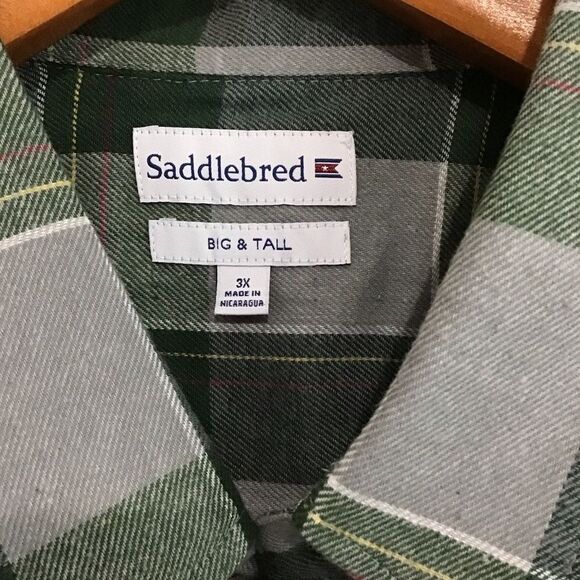 Saddlebred
BIG & TALL
3X
MADE IN
NICARAGUA